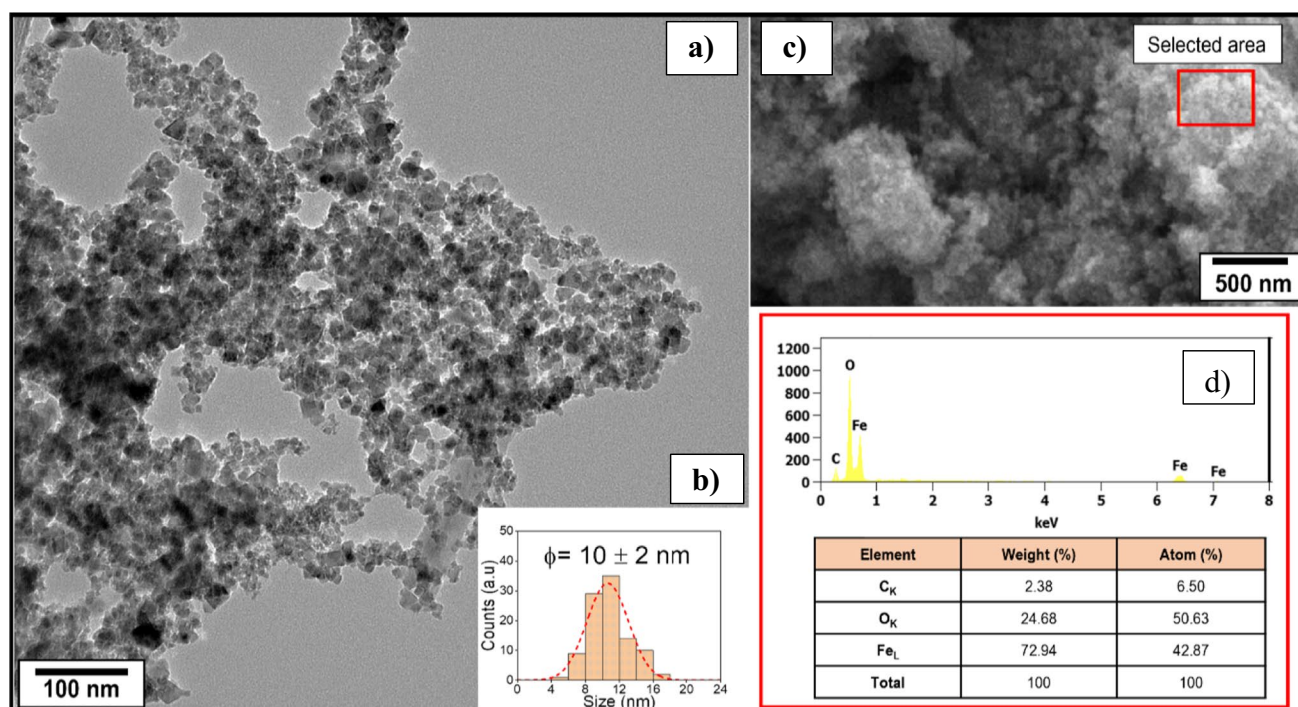 a)
100 nm
b)
50
40
30
20
10
0
Counts (a.u)
ϕ= 10 ± 2 nm
0 4 8 12 16 20 24
Size (nm)
c)
Selected area
500 nm
d)
1200
1000
800
600
400
200
0
C
O
Fe
Fe
Fe
0 1 2 3 4 5 6 7 8
keV
Element Weight (%) Atom (%)
CK 2.38 6.50
OK 24.68 50.63
FeL 72.94 42.87
Total 100 100